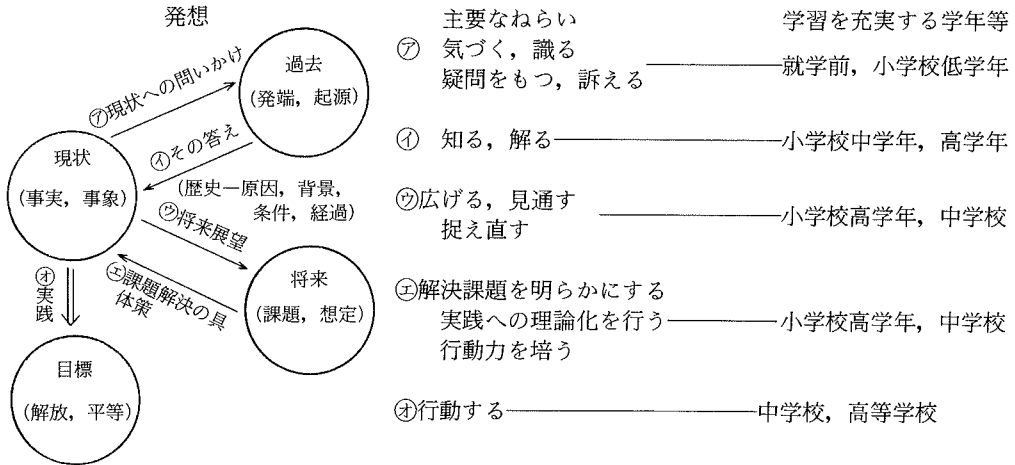 発想
過去
(発端，起源)
㋐現状への問いかけ
㋑その答え
現状
(事実，事象)
(歴史―原因，背景，
条件，経過)
㋒将来展望
㋓課題解決の具
体策
将来
(課題，想定)
㋔実践
目標
(解放，平等)
主要なねらい 学習を充実する学年等
㋐ 気づく，識る
疑問をもつ，訴える 就学前，小学校低学年
㋑ 知る，解る 小学校中学年，高学年
㋒広げる，見通す
捉え直す 小学校高学年，中学校
㋓解決課題を明らかにする
実践への理論化を行う 小学校高学年，中学校
行動力を培う
㋔行動する 中学校，高等学校